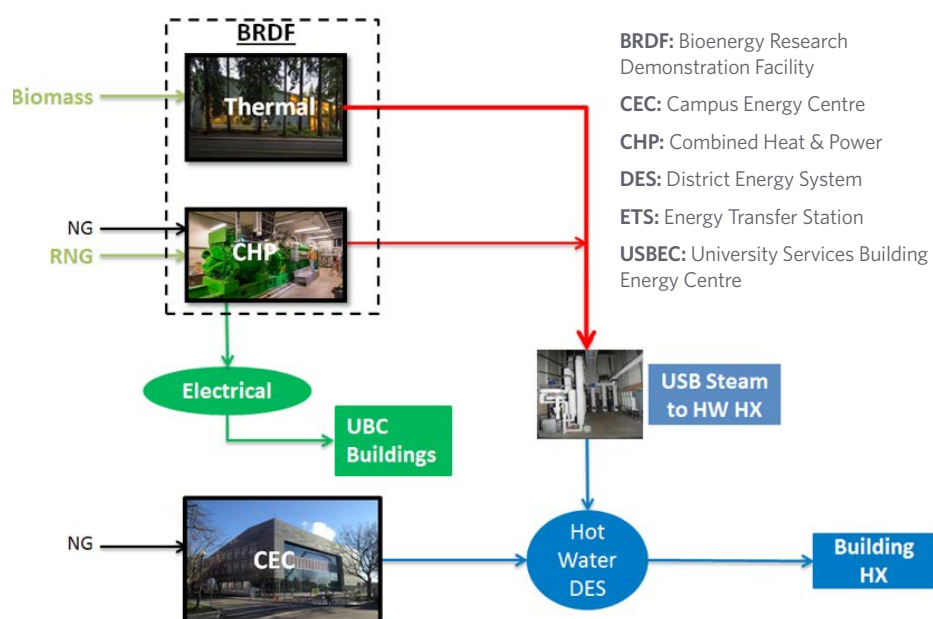 BRDF
Biomass
Thermal
NG
RNG
CHP
Electrical
UBC
Buildings
USB Steam
to HW HX
NG
CEC
Hot
Water
DES
Building
HX
BRDF: Bioenergy Research
Demonstration Facility
CEC: Campus Energy Centre
CHP: Combined Heat & Power
DES: District Energy System
ETS: Energy Transfer Station
USBEC: University Services Building
Energy Centre